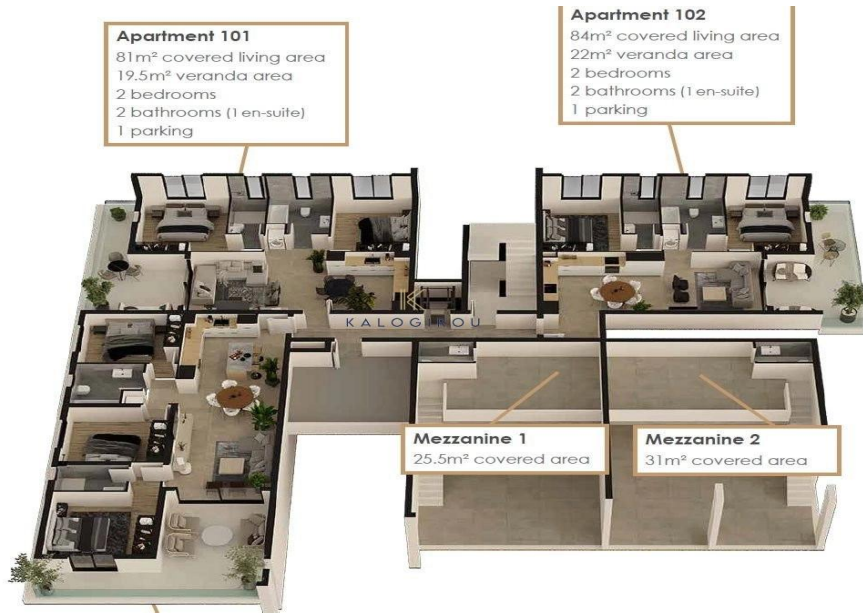 Apartment 101
81m² covered living area
19.5m² veranda area
2 bedrooms
2 bathrooms (1 en-suite)
1 parking
Apartment 102
84m² covered living area
22m² veranda area
2 bedrooms
2 bathrooms (1 en-suite)
1 parking
KALOGIROU
Mezzanine 1
25.5m² covered area
Mezzanine 2
31m² covered area